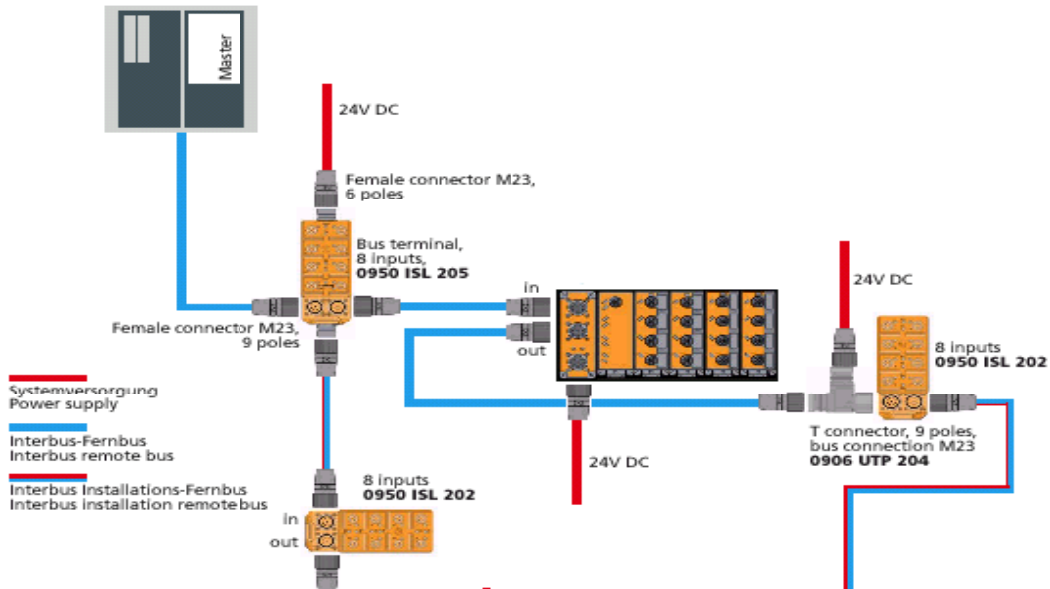 Master
24V DC
Female connector M23,
6 poles
Bus terminal,
8 inputs,
0950 ISL 205
in
out
Female connector M23,
9 poles
24V DC
8 inputs
0950 ISL 202
T connector, 9 poles,
bus connection M23
0906 UTP 204
24V DC
Systemversorgung
Power supply
Interbus-Fernbus
Interbus remote bus
Interbus Installations-Fernbus
Interbus installation remotebus
8 inputs
0950 ISL 202
in
out